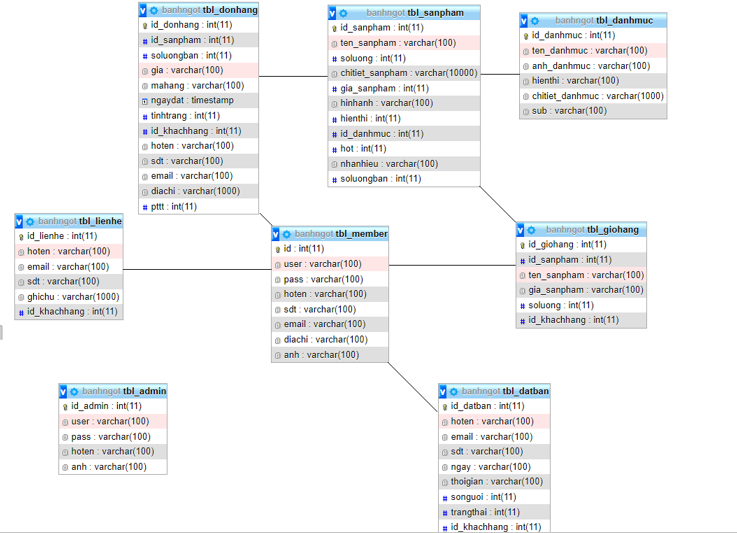 banhngot tbl_donhang
id_donhang : int(11)
id_sanpham : int(11)
soluongban : int(11)
gia : varchar(100)
mahang : varchar(100)
ngaydat : timestamp
tinhtrang : int(11)
id_khachhang : int(11)
hoten : varchar(100)
sdt : varchar(100)
email : varchar(100)
diachi : varchar(1000)
pttt : int(11)
banhngot tbl_sanpham
id_sanpham : int(11)
ten_sanpham : varchar(100)
soluong : int(11)
chitiet_sanpham : varchar(10000)
gia_sanpham : int(11)
hinhanh : varchar(100)
hienthi : int(11)
id_danhmuc : int(11)
hot : int(11)
nhanhieu : varchar(100)
soluongban : int(11)
banhngot tbl_danhmuc
id_danhmuc : int(11)
ten_danhmuc : varchar(100)
anh_danhmuc : varchar(100)
hienthi : varchar(100)
chitiet_danhmuc : varchar(1000)
sub : varchar(100)
banhngot tbl_lienhe
id_lienhe : int(11)
hoten : varchar(100)
email : varchar(100)
sdt : varchar(100)
ghichu : varchar(1000)
id_khachhang : int(11)
banhngot tbl_member
id : int(11)
user : varchar(100)
pass : varchar(100)
hoten : varchar(100)
sdt : varchar(100)
email : varchar(100)
diachi : varchar(100)
anh : varchar(100)
banhngot tbl_giohang
id_giohang : int(11)
id_sanpham : int(11)
ten_sanpham : varchar(100)
gia_sanpham : varchar(100)
soluong : int(11)
id_khachhang : int(11)
banhngot tbl_admin
id_admin : int(11)
user : varchar(100)
pass : varchar(100)
hoten : varchar(100)
anh : varchar(100)
banhngot tbl_datban
id_datban : int(11)
hoten : varchar(100)
email : varchar(100)
sdt : varchar(100)
ngay : varchar(100)
thoigian : varchar(100)
songuoi : int(11)
trangthai : int(11)
id_khachhang : int(11)